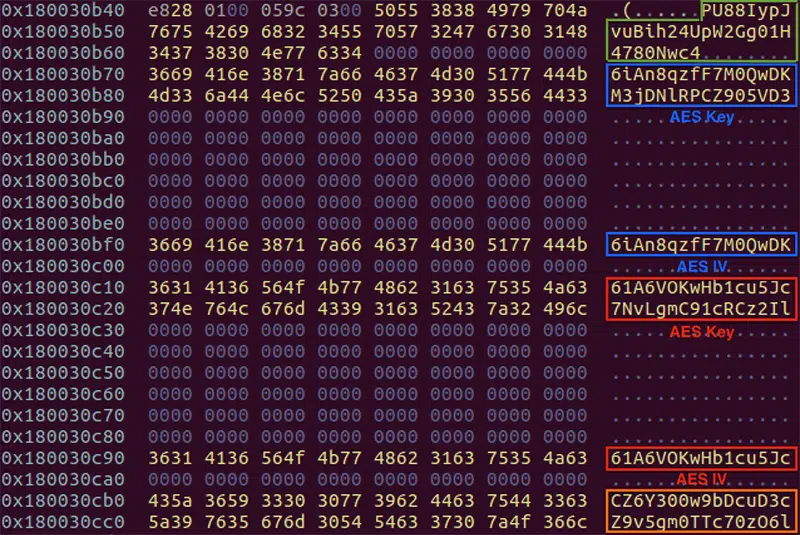 0x180030b40 e828 0100 059c 0300 5055 3838 4979 704a .(......PU88IypJ
0x180030b50 7675 4269 6832 3455 7057 3247 6730 3148 vuBih24UpW2Gg01H
0x180030b60 3437 3830 4e77 6334 0000 0000 0000 0000 4780Nwc4........
0x180030b70 3669 416e 3871 7a66 4637 4d30 5177 444b 6iAn8qzfF7M0QwDK
0x180030b80 4d33 6a44 4e6c 5250 435a 3930 3556 4433 M3jDNlRPCZ905VD3
0x180030b90 0000 0000 0000 0000 0000 0000 0000 0000 ..... AES Key .....
0x180030ba0 0000 0000 0000 0000 0000 0000 0000 0000 ................
0x180030bb0 0000 0000 0000 0000 0000 0000 0000 0000 ................
0x180030bc0 0000 0000 0000 0000 0000 0000 0000 0000 ................
0x180030bd0 0000 0000 0000 0000 0000 0000 0000 0000 ................
0x180030be0 0000 0000 0000 0000 0000 0000 0000 0000 ................
0x180030bf0 3669 416e 3871 7a66 4637 4d30 5177 444b 6iAn8qzfF7M0QwDK
0x180030c00 0000 0000 0000 0000 0000 0000 0000 0000 ..... AES IV .....
0x180030c10 3631 4136 564f 4b77 4862 3163 7535 4a63 61A6VOKwHb1cu5Jc
0x180030c20 374e 764c 676d 4339 3163 5243 7a32 496c 7NvLgmC91cRCz2Il
0x180030c30 0000 0000 0000 0000 0000 0000 0000 0000 ..... AES Key .....
0x180030c40 0000 0000 0000 0000 0000 0000 0000 0000 ................
0x180030c50 0000 0000 0000 0000 0000 0000 0000 0000 ................
0x180030c60 0000 0000 0000 0000 0000 0000 0000 0000 ................
0x180030c70 0000 0000 0000 0000 0000 0000 0000 0000 ................
0x180030c80 0000 0000 0000 0000 0000 0000 0000 0000 ................
0x180030c90 3631 4136 564f 4b77 4862 3163 7535 4a63 61A6VOKwHb1cu5Jc
0x180030ca0 0000 0000 0000 0000 0000 0000 0000 0000 ..... AES IV .....
0x180030cb0 435a 3659 3330 3077 3962 4463 7544 3363 CZ6Y300w9bDcuD3c
0x180030cc0 5a39 7635 676d 3054 5463 3730 7a4f 366c Z9v5gm0TTc70zO6l